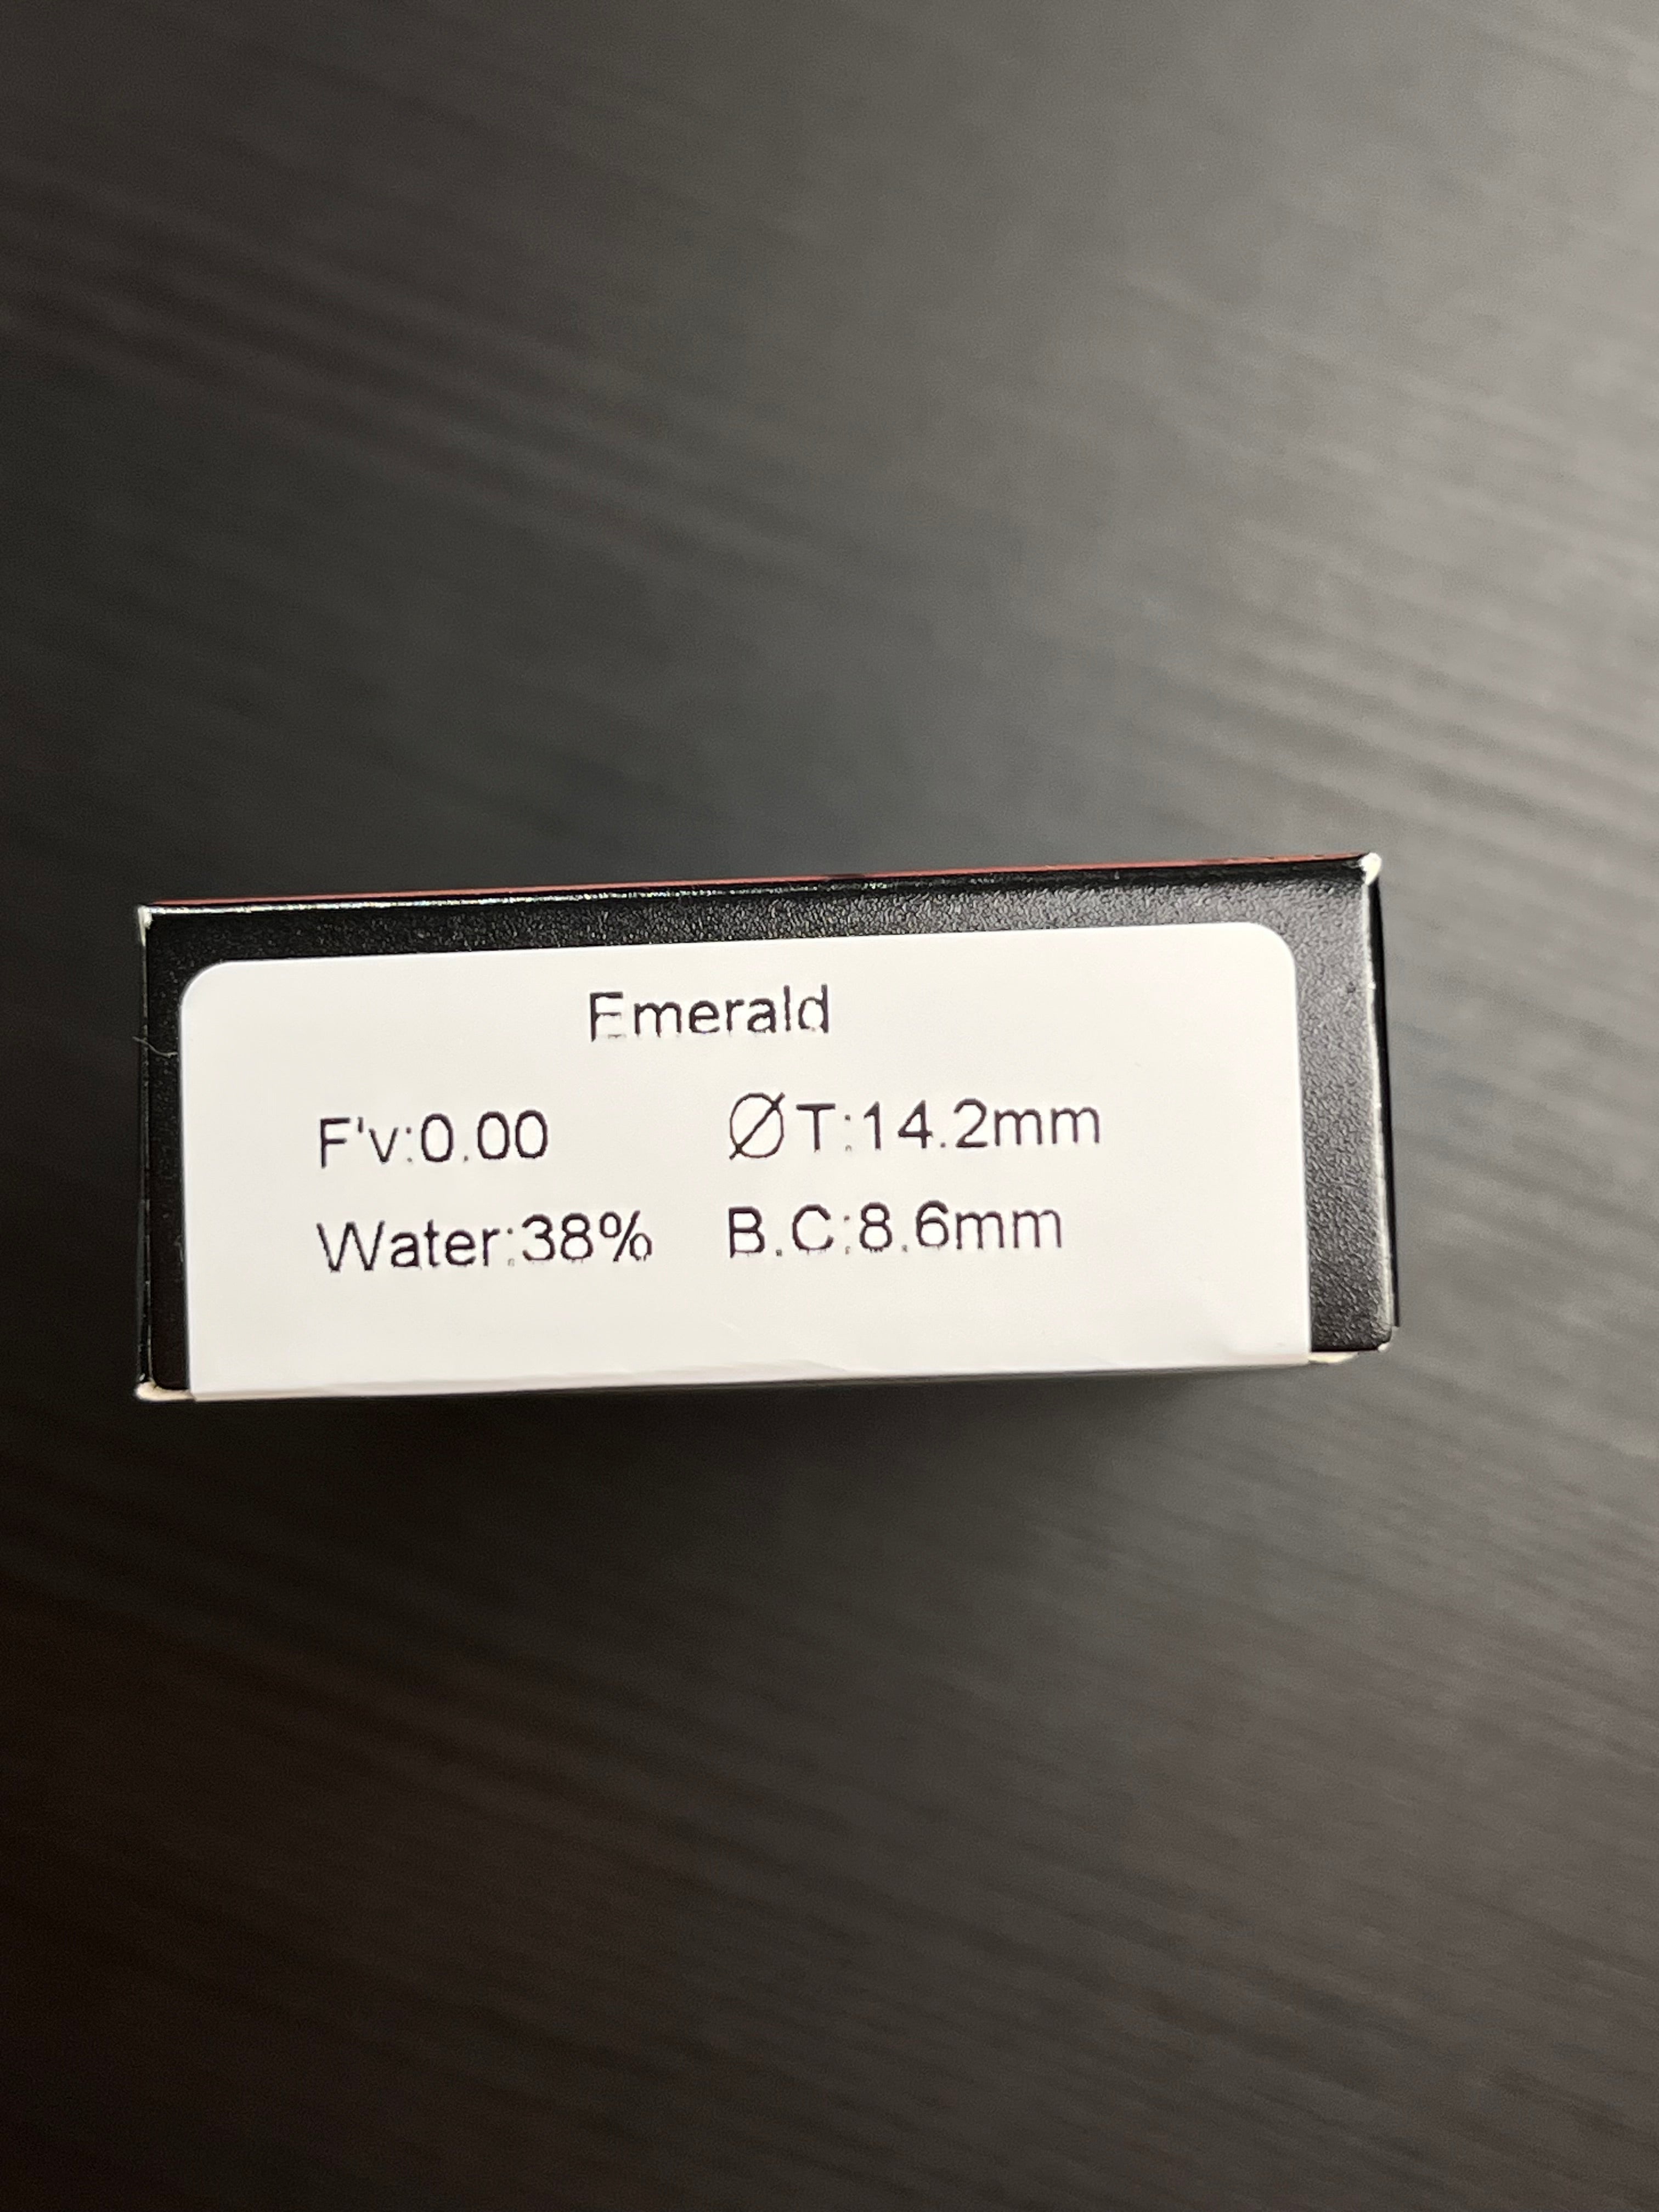 Emerald
F'v:0.00 ØT:14.2mm
Water:38% B.C:8.6mm